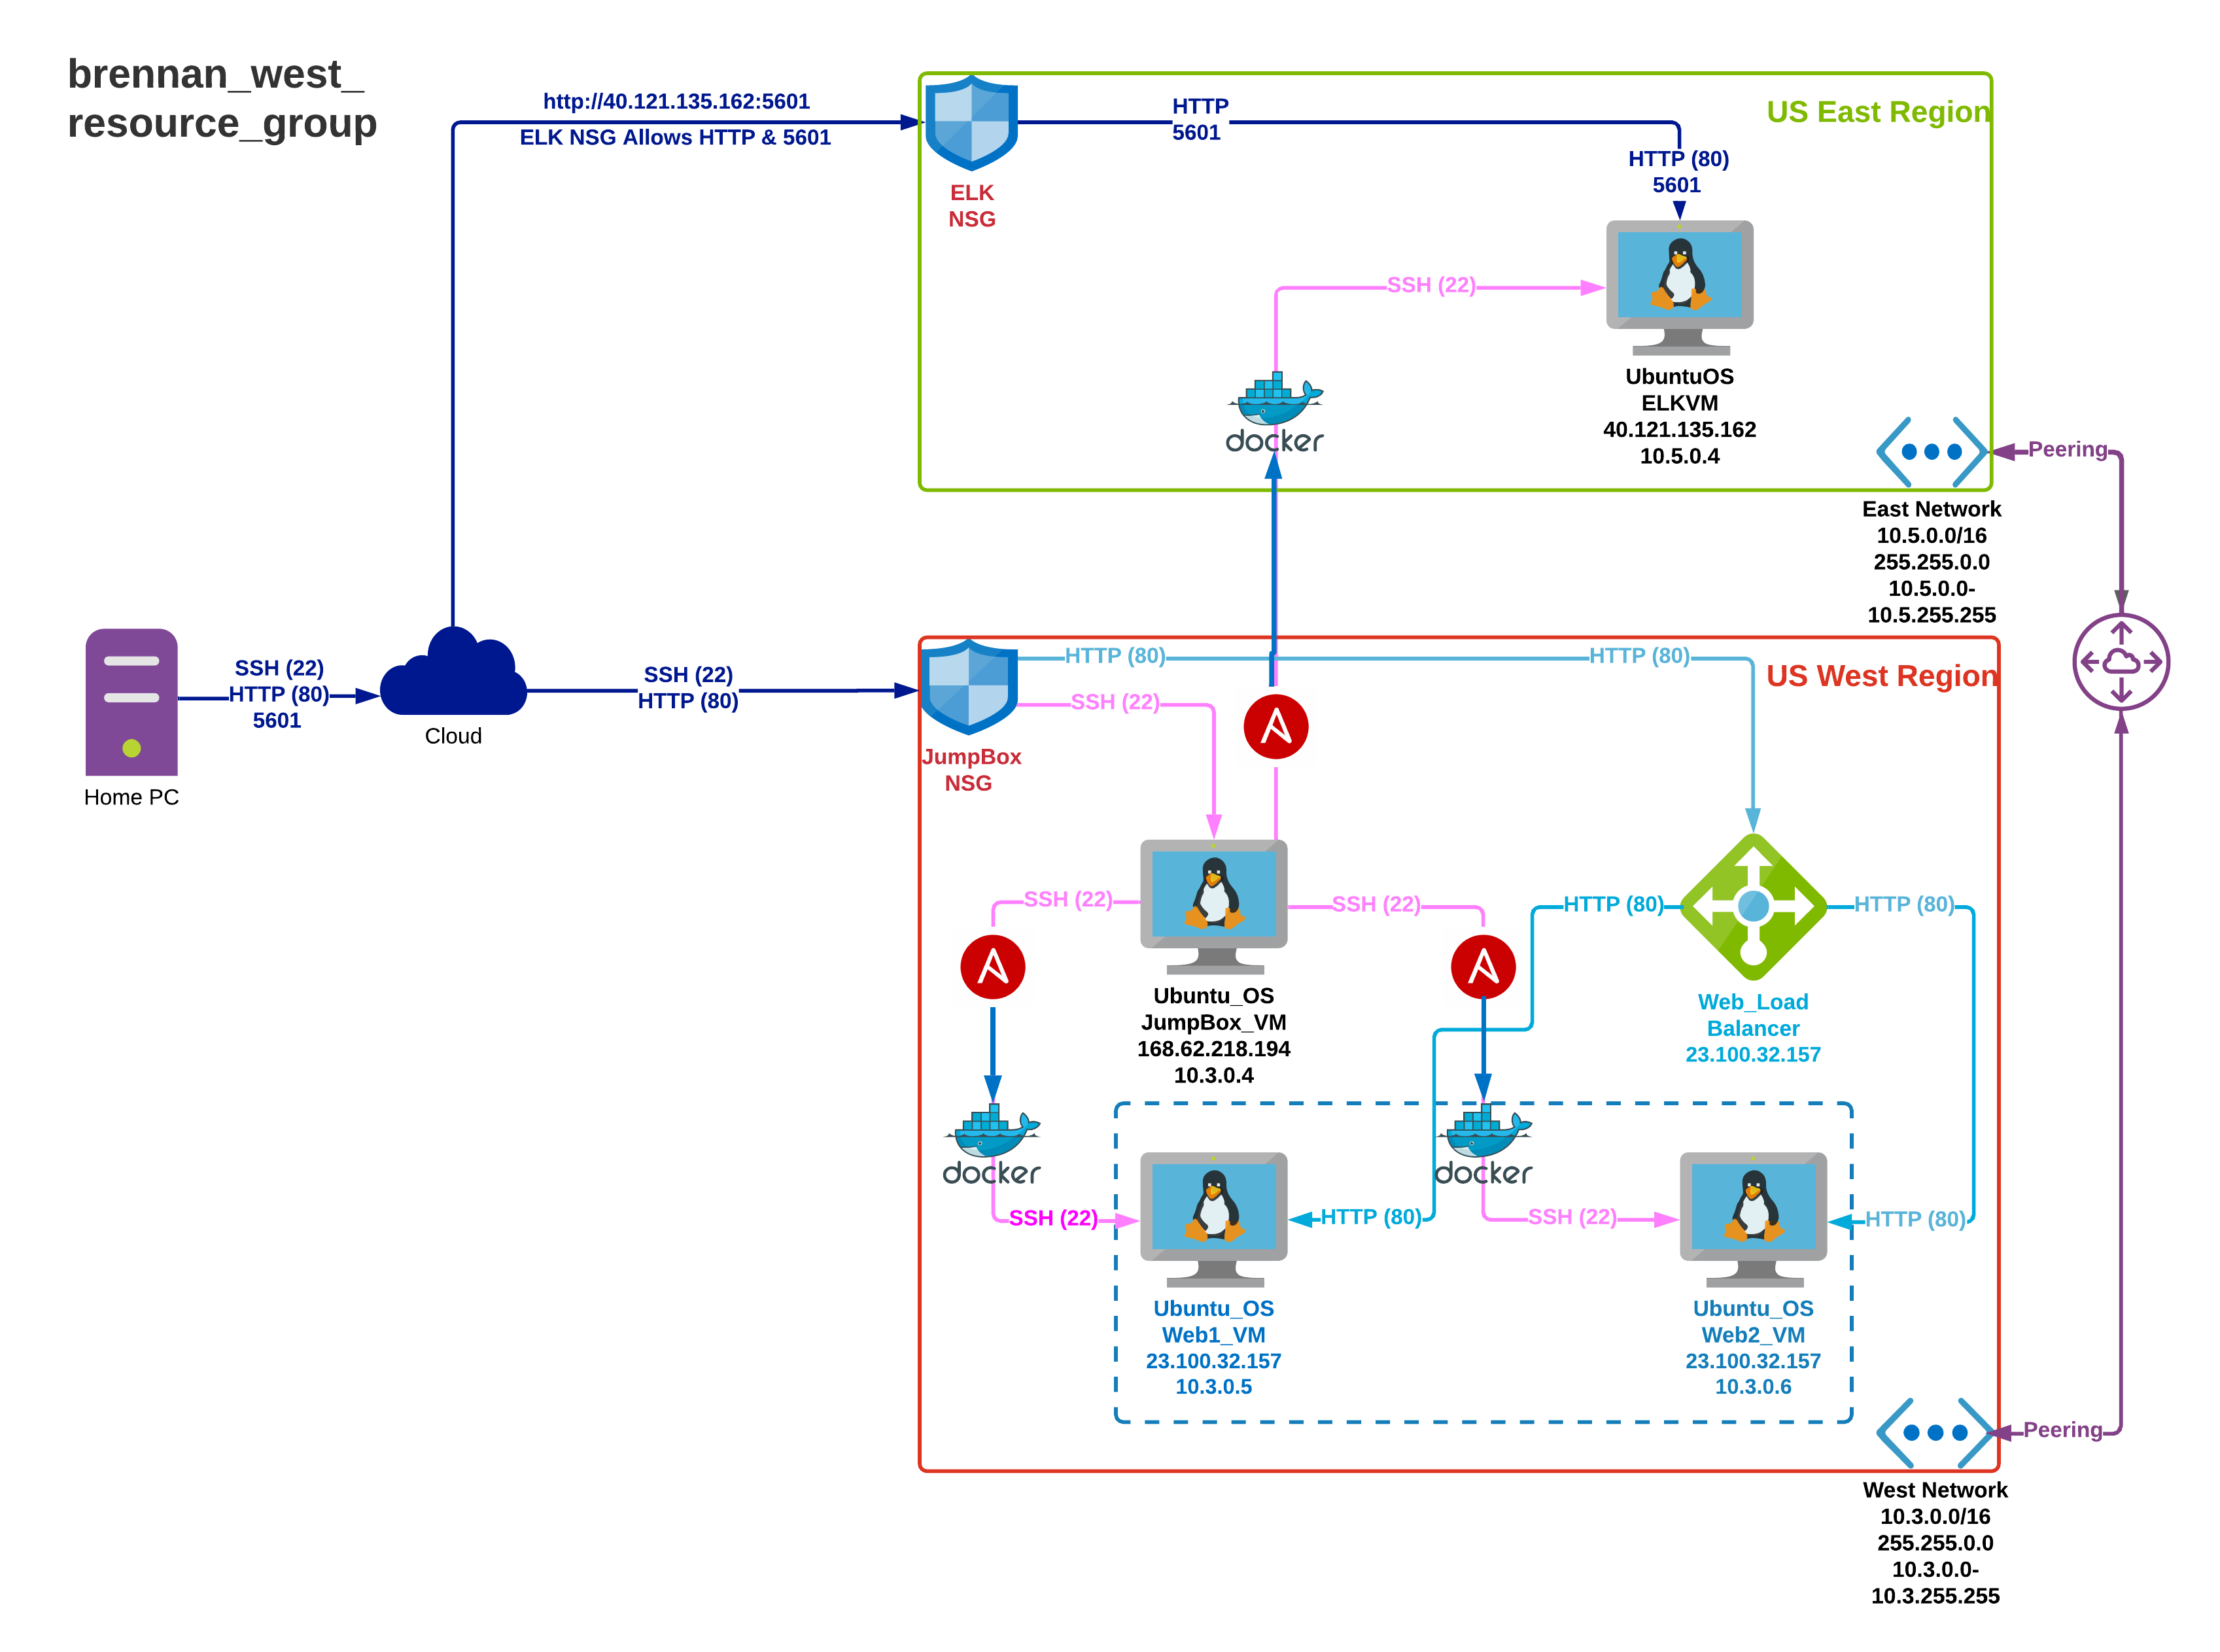 brennan_west_
resource_group
http://40.121.135.162:5601
ELK NSG Allows HTTP & 5601
ELK
NSG
HTTP
5601
US East Region
HTTP (80)
5601
SSH (22)
docker
UbuntuOS
ELKVM
40.121.135.162
10.5.0.4
Peering
East Network
10.5.0.0/16
255.255.0.0
10.5.0.0-
10.5.255.255
SSH (22)
HTTP (80)
5601
Home PC
Cloud
SSH (22)
HTTP (80)
JumpBox
NSG
HTTP (80)
HTTP (80)
US West Region
SSH (22)
SSH (22)
SSH (22)
HTTP (80)
HTTP (80)
Ubuntu_OS
JumpBox_VM
168.62.218.194
10.3.0.4
Web_Load
Balancer
23.100.32.157
docker
docker
SSH (22)
HTTP (80)
SSH (22)
HTTP (80)
Ubuntu_OS
Web1_VM
23.100.32.157
10.3.0.5
Ubuntu_OS
Web2_VM
23.100.32.157
10.3.0.6
Peering
West Network
10.3.0.0/16
255.255.0.0
10.3.0.0-
10.3.255.255